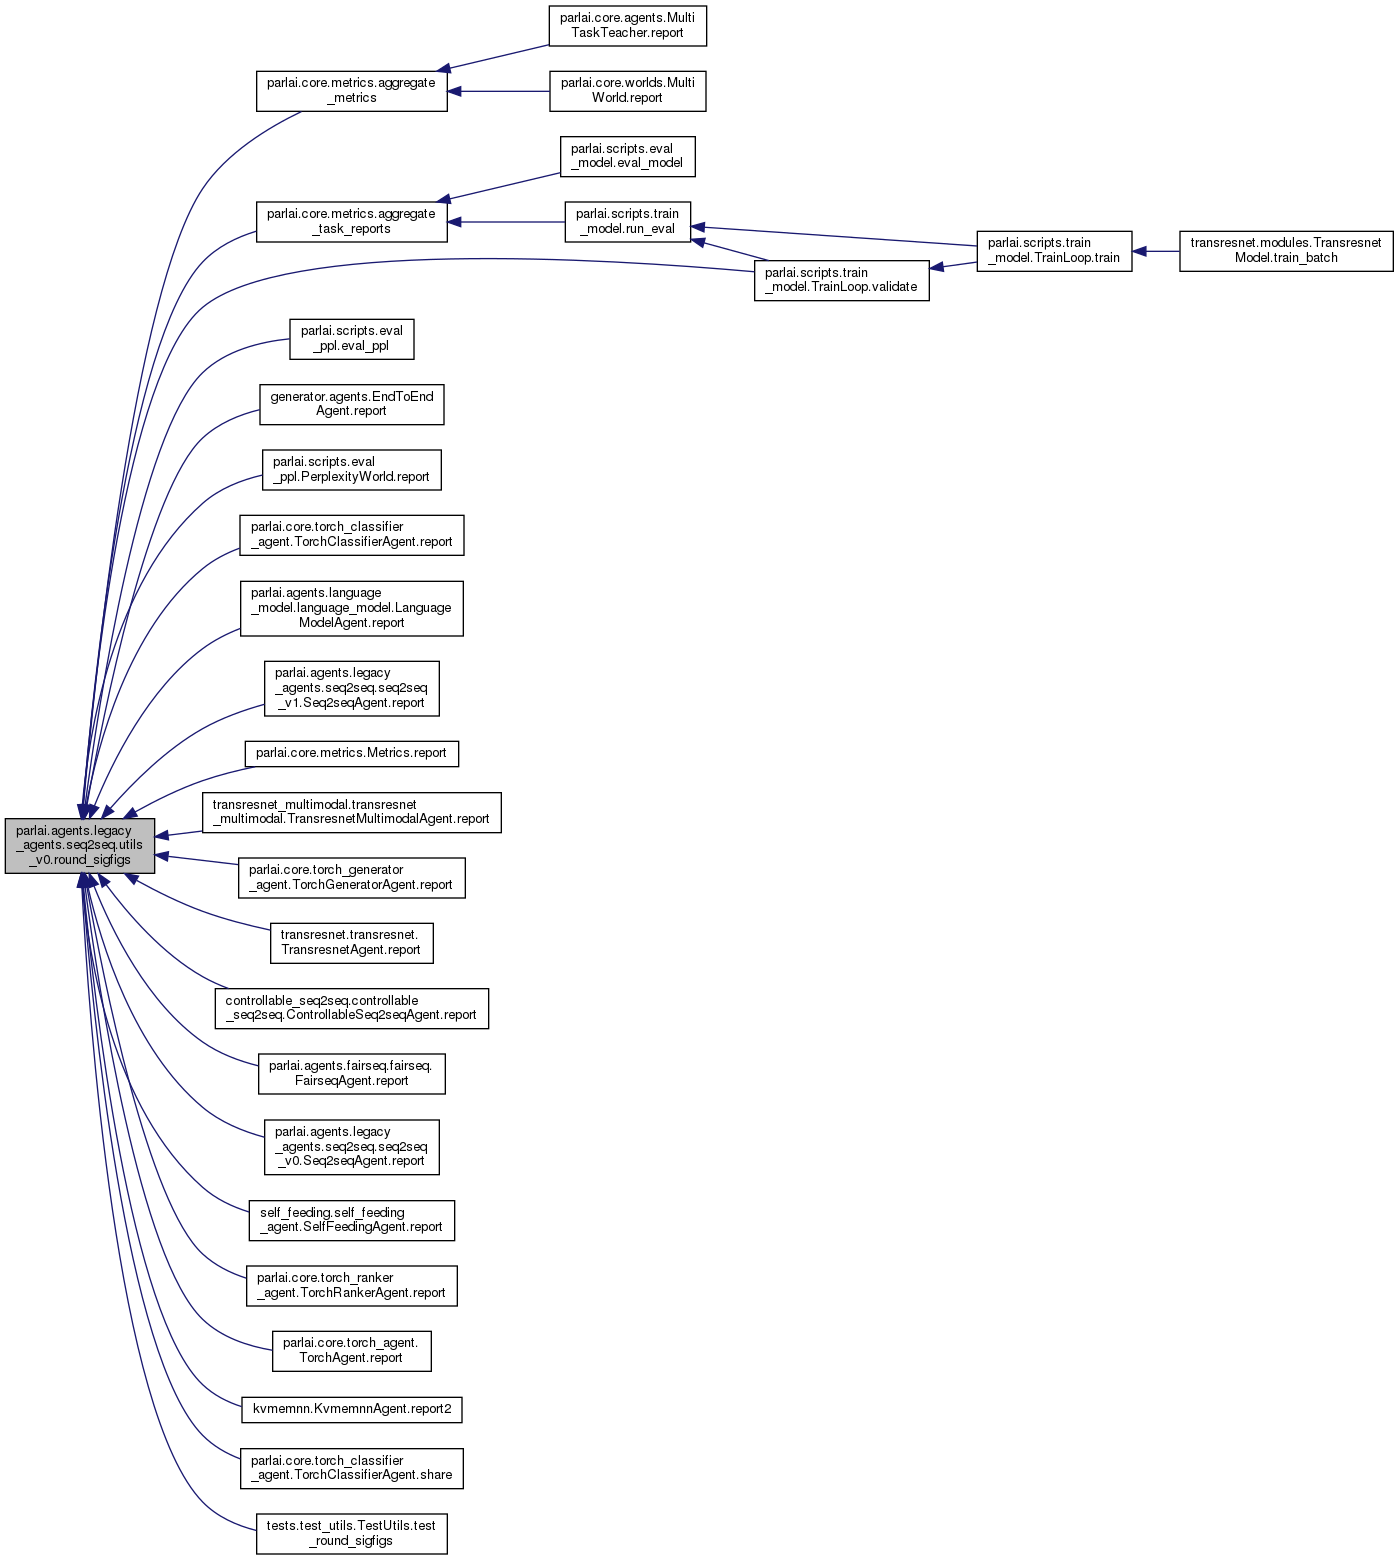 parlai.core.agents.Multi
TaskTeacher.report
parlai.core.metrics.aggregate
_metrics
parlai.core.worlds.Multi
World.report
parlai.scripts.eval
_model.eval_model
parlai.core.metrics.aggregate
_task_reports
parlai.scripts.train
_model.run_eval
parlai.scripts.train
_model.TrainLoop.train
transresnet.modules.Transresnet
Model.train_batch
parlai.scripts.train
_model.TrainLoop.validate
parlai.scripts.eval
_ppl.eval_ppl
generator.agents.EndToEnd
Agent.report
parlai.scripts.eval
_ppl.PerplexityWorld.report
parlai.core.torch_classifier
_agent.TorchClassifierAgent.report
parlai.agents.language
_model.language_model.Language
ModelAgent.report
parlai.agents.legacy
_agents.seq2seq.seq2seq
_v1.Seq2seqAgent.report
parlai.core.metrics.Metrics.report
transresnet_multimodal.transresnet
_multimodal.TransresnetMultimodalAgent.report
parlai.agents.legacy
_agents.seq2seq.utils
_v0.round_sigfigs
parlai.core.torch_generator
_agent.TorchGeneratorAgent.report
transresnet.transresnet.
TransresnetAgent.report
controllable_seq2seq.controllable
_seq2seq.ControllableSeq2seqAgent.report
parlai.agents.fairseq.fairseq.
FairseqAgent.report
parlai.agents.legacy
_agents.seq2seq.seq2seq
_v0.Seq2seqAgent.report
self_feeding.self_feeding
_agent.SelfFeedingAgent.report
parlai.core.torch_ranker
_agent.TorchRankerAgent.report
parlai.core.torch_agent.
TorchAgent.report
kvmemnn.KvmemnnAgent.report2
parlai.core.torch_classifier
_agent.TorchClassifierAgent.share
tests.test_utils.TestUtils.test
_round_sigfigs